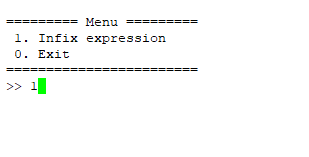 ========= Menu =========
1. Infix expression
0. Exit
========================
>> 1